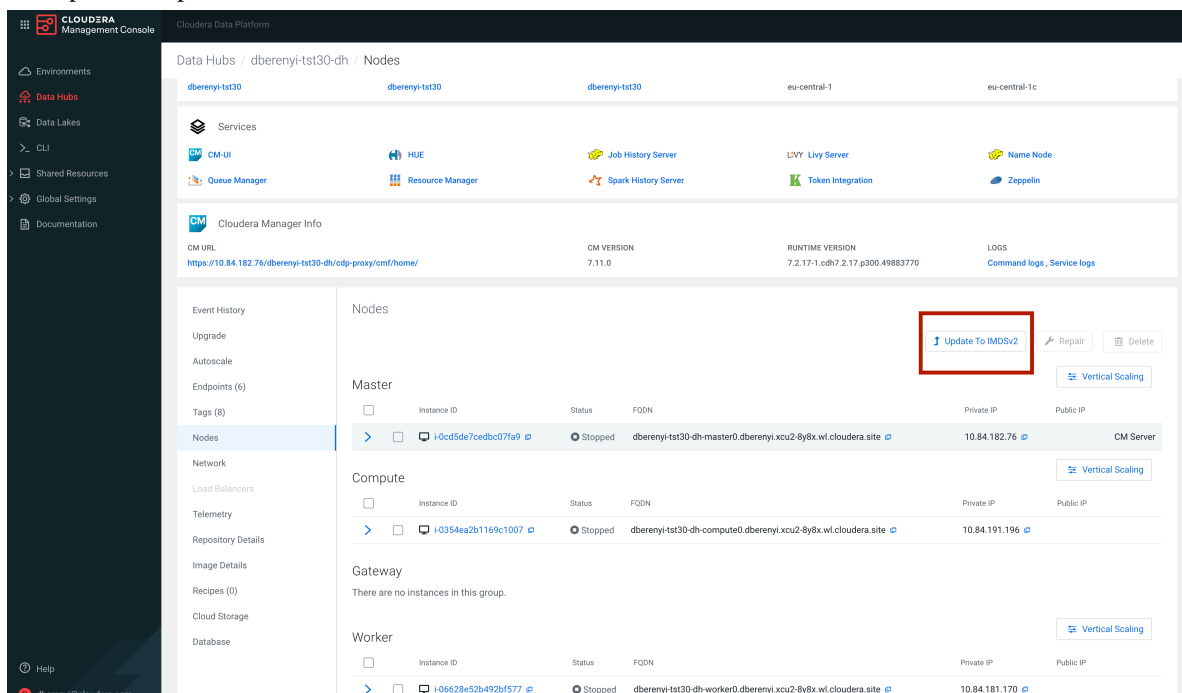 CLOUDERA
Management Console
Cloudera Data Platform
Data Hubs / dberenyi-tst30-dh / Nodes
Environments
Data Hubs
Data Lakes
CLI
Shared Resources
Global Settings
Documentation
Help
dberenyi-tst30 dberenyi-tst30 dberenyi-tst30 eu-central-1 eu-central-1c
Services
CM CM-UI HUE Job History Server LIVY Livy Server Name Node
Queue Manager Resource Manager Spark History Server Token Integration Zeppelin
CM Cloudera Manager Info
CM URL CM VERSION RUNTIME VERSION LOGS
https://10.84.182.76/dberenyi-tst30-dh/cdp-proxy/cmf/home/ 7.11.0 7.2.17-1.cdh7.2.17.p300.49883770 Command logs , Service logs
Event History
Upgrade
Autoscale
Endpoints (6)
Tags (8)
Nodes
Network
Load Balancers
Telemetry
Repository Details
Image Details
Recipes (0)
Cloud Storage
Database
Nodes
Update To IMDSv2 Repair Delete
Vertical Scaling
Master
Instance ID Status FQDN Private IP Public IP
i-0cd5de7cedbc07fa9 Stopped dberenyi-tst30-dh-master0.dberenyi.xcu2-8y8x.wl.cloudera.site 10.84.182.76 CM Server
Vertical Scaling
Compute
Instance ID Status FQDN Private IP Public IP
i-0354ea2b1169c1007 Stopped dberenyi-tst30-dh-compute0.dberenyi.xcu2-8y8x.wl.cloudera.site 10.84.191.196
Gateway
There are no instances in this group.
Vertical Scaling
Worker
Instance ID Status FQDN Private IP Public IP
i-06628e52b492bf577 Stopped dberenyi-tst30-dh-worker0.dberenyi.xcu2-8y8x.wl.cloudera.site 10.84.181.170